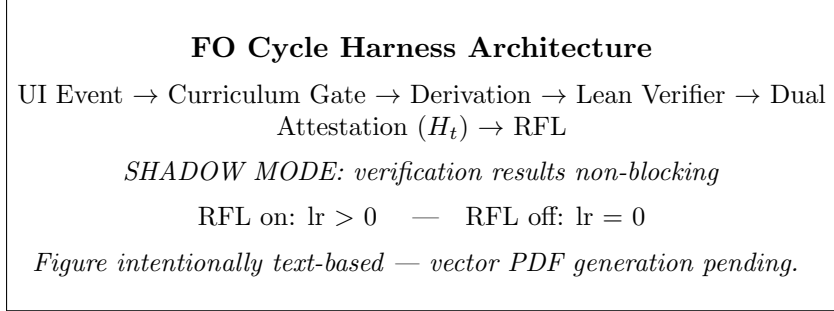 FO Cycle Harness Architecture
UI Event → Curriculum Gate → Derivation → Lean Verifier → Dual
Attestation (Hₜ) → RFL
SHADOW MODE: verification results non-blocking
RFL on: lr > 0 — RFL off: lr = 0
Figure intentionally text-based — vector PDF generation pending.